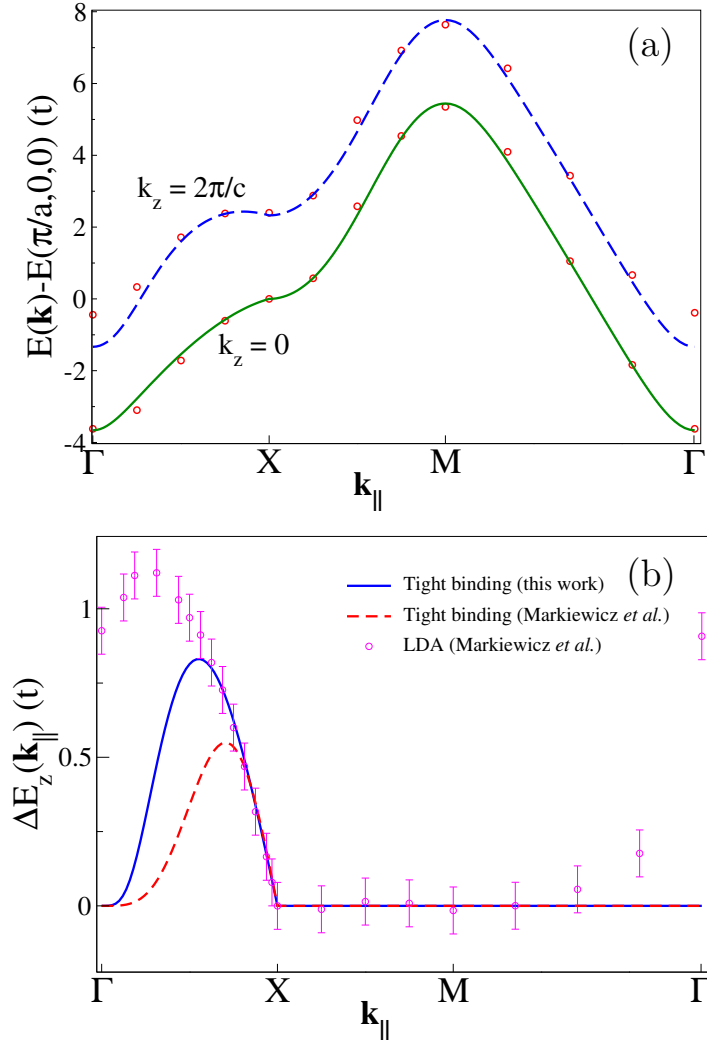 (a)
E(k)-E(π/a,0,0) (t)
8
6
4
2
0
-2
-4
k_z = 2π/c
k_z = 0
Γ X M Γ
k_||
(b)
ΔE_z(k_||) (t)
1
0.5
0
Tight binding (this work)
Tight binding (Markiewicz et al.)
LDA (Markiewicz et al.)
Γ X M Γ
k_||